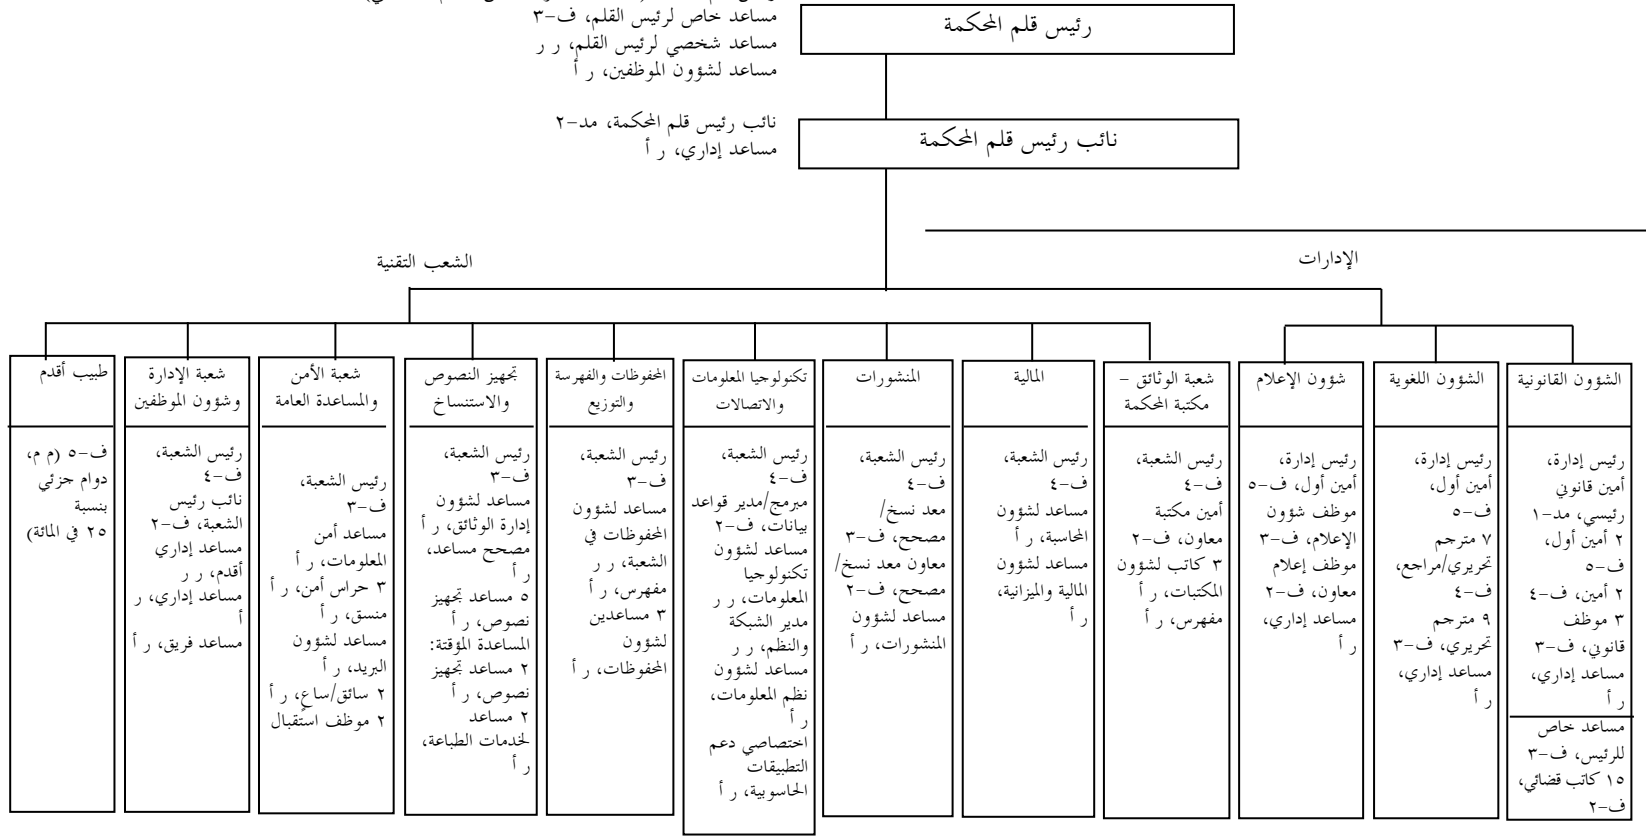 رئيس قلم المحكمة
مساعد خاص لرئيس القلم، ف-٣
مساعد شخصي لرئيس القلم، ر ر
مساعد لشؤون الموظفين، ر أ
نائب رئيس قلم المحكمة
نائب رئيس قلم المحكمة، مد-٢
مساعد إداري، ر أ
الإدارات
الشعب التقنية
الشؤون القانونية
رئيس إدارة،
أمين قانوني
رئيسي، مد-١
٢ أمين أول،
ف-٥
٢ أمين، ف-٤
٣ موظف
قانوني، ف-٣
مساعد إداري،
ر أ
مساعد خاص
للرئيس، ف-٣
١٥ كاتب قضائي،
ف-٢
الشؤون اللغوية
رئيس إدارة،
أمين أول،
ف-٥
٧ مترجم
تحريري/مراجع،
ف-٤
٩ مترجم
تحريري، ف-٣
مساعد إداري،
ر أ
شؤون الإعلام
رئيس إدارة،
أمين أول، ف-٥
موظف شؤون
الإعلام، ف-٣
موظف إعلام
معاون، ف-٢
مساعد إداري،
ر أ
شعبة الوثائق –
مكتبة المحكمة
رئيس الشعبة،
ف-٤
أمين مكتبة
معاون، ف-٢
٣ كاتب لشؤون
المكتبات، ر أ
مفهرس، ر أ
المالية
رئيس الشعبة،
ف-٤
مساعد لشؤون
المحاسبة، ر أ
مساعد لشؤون
المالية والميزانية،
ر أ
المنشورات
رئيس الشعبة،
ف-٤
معد نسخ/
مصحح، ف-٣
معاون معد نسخ/
مصحح، ف-٢
مساعد لشؤون
المنشورات، ر أ
تكنولوجيا المعلومات
والاتصالات
رئيس الشعبة،
ف-٤
مبرمج/مدير قواعد
بيانات، ف-٢
مساعد لشؤون
تكنولوجيا
المعلومات، ر ر
مدير الشبكة
والنظم، ر ر
مساعد لشؤون
نظم المعلومات،
ر أ
اختصاصي دعم
التطبيقات
الحاسوبية، ر أ
المحفوظات والفهرسة
والتوزيع
رئيس الشعبة،
ف-٣
مساعد لشؤون
المحفوظات في
الشعبة، ر ر
مفهرس، ر أ
٣ مساعدين
لشؤون
المحفوظات، ر أ
تجهيز النصوص
والاستنساخ
رئيس الشعبة،
ف-٣
مساعد لشؤون
إدارة الوثائق، ر أ
مصحح مساعد،
ر أ
٥ مساعد تجهيز
نصوص، ر أ
المساعدة المؤقتة:
٢ مساعد تجهيز
نصوص، ر أ
٢ مساعد
لخدمات الطباعة،
ر أ
شعبة الأمن
والمساعدة العامة
رئيس الشعبة،
ف-٣
مساعد أمن
المعلومات، ر أ
٣ حراس أمن، ر أ
منسق، ر أ
مساعد لشؤون
البريد، ر أ
٢ سائق/ساع، ر أ
٢ موظف استقبال
شعبة الإدارة
وشؤون الموظفين
رئيس الشعبة،
ف-٤
نائب رئيس
الشعبة، ف-٢
مساعد إداري
أقدم، ر ر
مساعد إداري، ر
أ
مساعد فريق، ر أ
طبيب أقدم
ف-٥ (م م،
دوام جزئي
بنسبة
٢٥ في المائة)